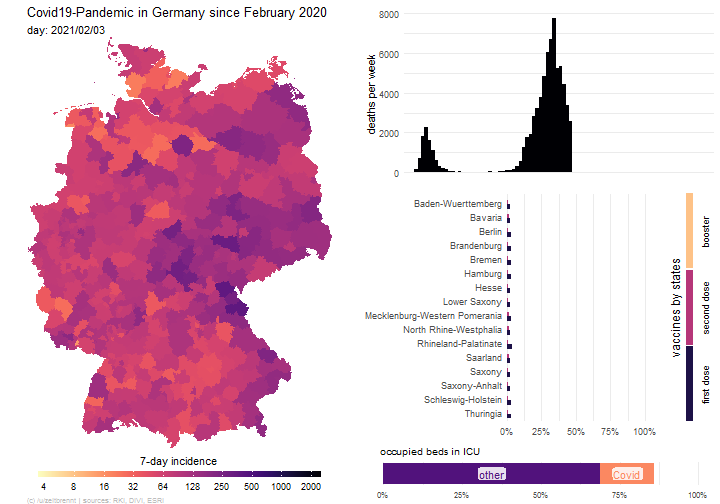 Covid19-Pandemic in Germany since February 2020
day: 2021/02/03
7-day incidence
4 8 16 32 64 128 250 500 1000 2000
(c) /u/zeitbrennt | sources: RKI, DIVI, ESRI
deaths per week
8000
6000
4000
2000
0
Baden-Wuerttemberg
Bavaria
Berlin
Brandenburg
Bremen
Hamburg
Hesse
Lower Saxony
Mecklenburg-Western Pomerania
North Rhine-Westphalia
Rhineland-Palatinate
Saarland
Saxony
Saxony-Anhalt
Schleswig-Holstein
Thuringia
0% 25% 50% 75% 100%
vaccines by states
booster
second dose
first dose
occupied beds in ICU
other
Covid
0% 25% 50% 75% 100%